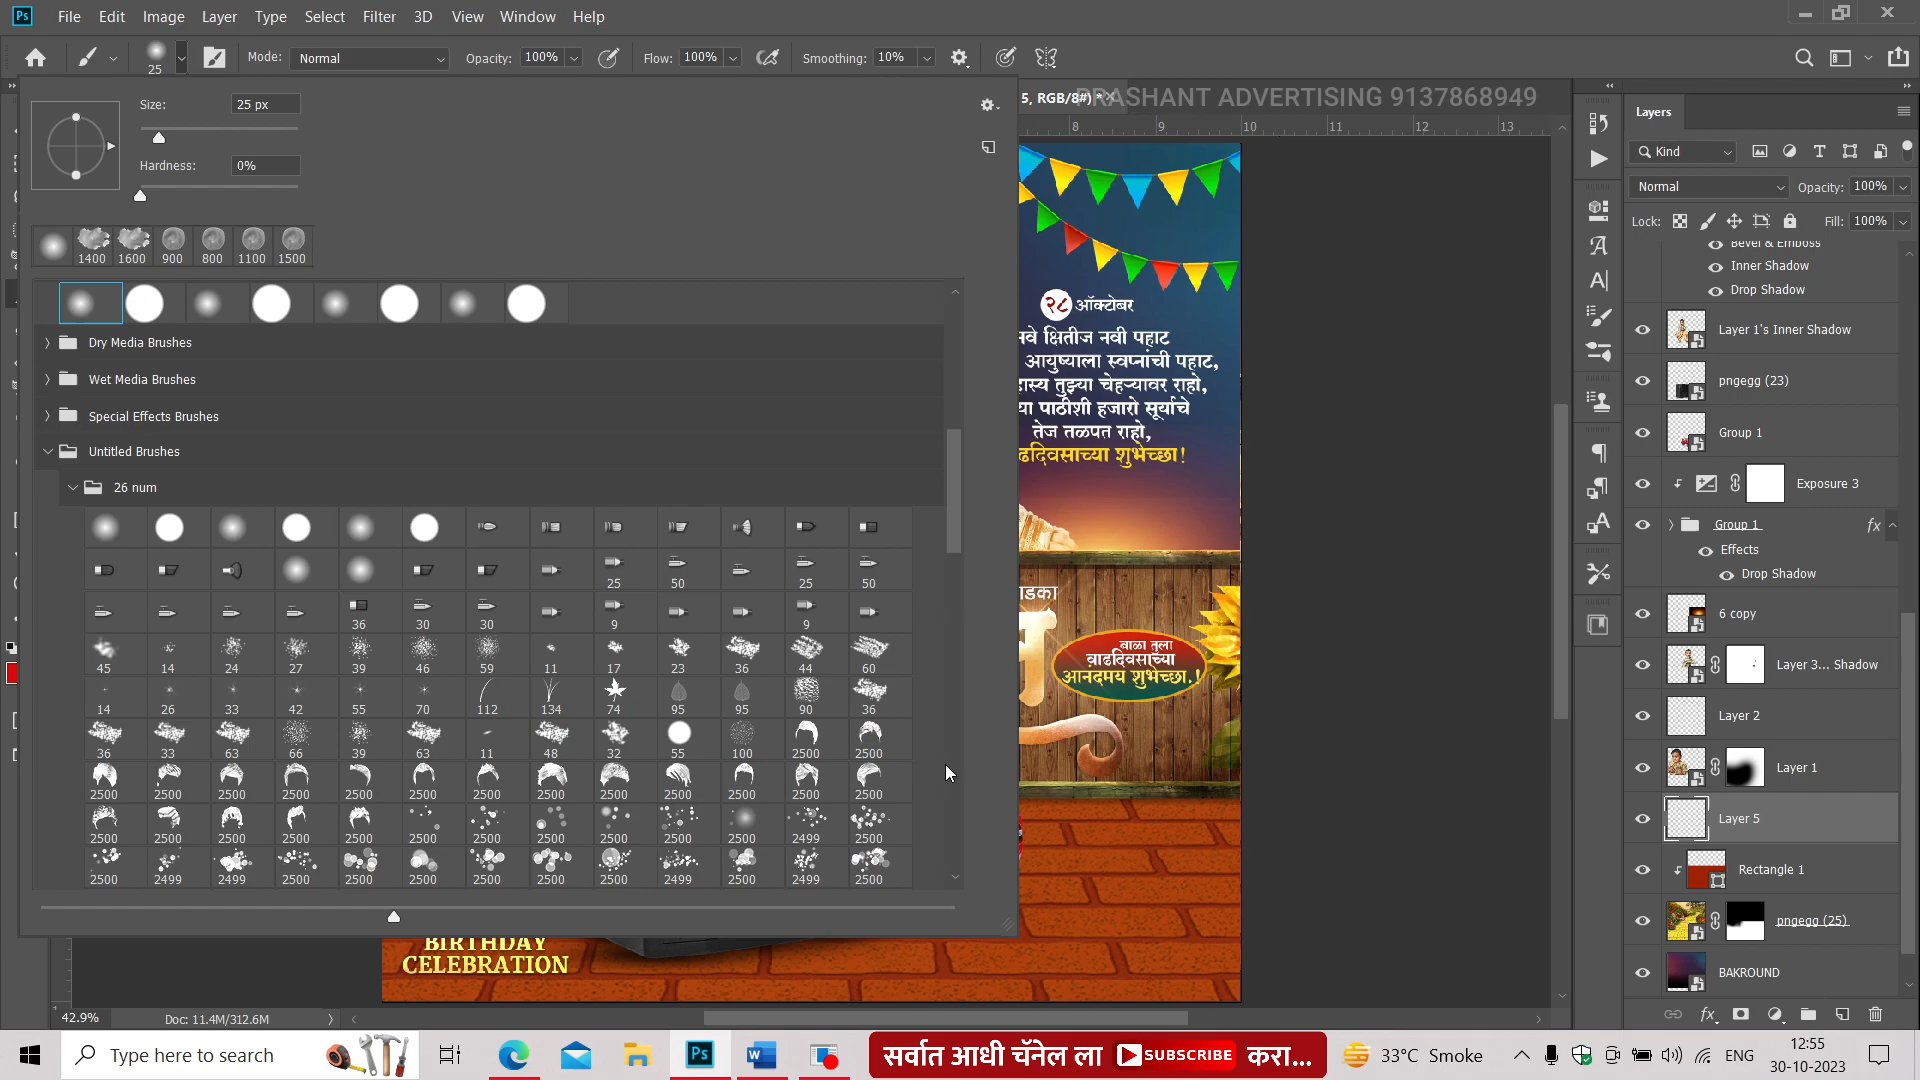 Ps File Edit Image Layer Type Select Filter 3D View Window Help
25 Mode: Normal Opacity: 100% Flow: 100% Smoothing: 10%
5, RGB/8#) *
PRASHANT ADVERTISING 9137868949
Size: 25 px
Hardness: 0%
1400 1600 900 800 1100 1500
Dry Media Brushes
Wet Media Brushes
Special Effects Brushes
Untitled Brushes
26 num
25 50 25 50
36 30 30 9 9
45 14 24 27 39 46 59 11 17 23 36 44 60
14 26 33 42 55 70 112 134 74 95 95 90 36
36 33 63 66 39 63 11 48 32 55 100 2500 2500
2500 2500 2500 2500 2500 2500 2500 2500 2500 2500 2500 2500 2500
2500 2500 2500 2500 2500 2500 2500 2500 2500 2500 2500 2499 2500
2500 2499 2499 2500 2500 2500 2500 2500 2500 2499 2500 2499 2500
8 9 10 11 12 13
२८ ऑक्टोबर
नवे क्षितीज नवी पहाट
आयुष्याला स्वप्नांची पहाट,
हास्य तुझ्या चेहऱ्यावर राहो,
या पाठीशी हजारो सूर्याचे
तेज तळपत राहो,
ढदिवसाच्या शुभेच्छा!
डका
बाळा तुला
वाढदिवसाच्या
आनंदमय शुभेच्छा.!
BIRTHDAY
CELEBRATION
Layers
Kind
Normal Opacity: 100%
Lock: Fill: 100%
Bevel & Emboss
Inner Shadow
Drop Shadow
Layer 1's Inner Shadow
pngegg (23)
Group 1
Exposure 3
Group 1 fx
Effects
Drop Shadow
6 copy
Layer 3... Shadow
Layer 2
Layer 1
Layer 5
Rectangle 1
pngegg (25)
BAKROUND
fx
42.9% Doc: 11.4M/312.6M
Type here to search
सर्वात आधी चॅनेल ला SUBSCRIBE करा...
33°C Smoke
ENG
12:55
30-10-2023